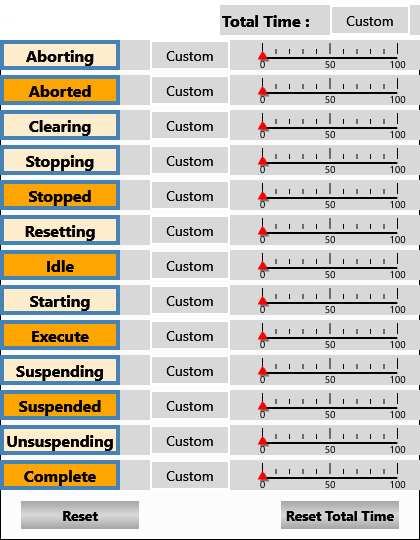 Total Time : Custom
Aborting Custom 0 50 100
Aborted Custom 0 50 100
Clearing Custom 0 50 100
Stopping Custom 0 50 100
Stopped Custom 0 50 100
Resetting Custom 0 50 100
Idle Custom 0 50 100
Starting Custom 0 50 100
Execute Custom 0 50 100
Suspending Custom 0 50 100
Suspended Custom 0 50 100
Unsuspending Custom 0 50 100
Complete Custom 0 50 100
Reset Reset Total Time